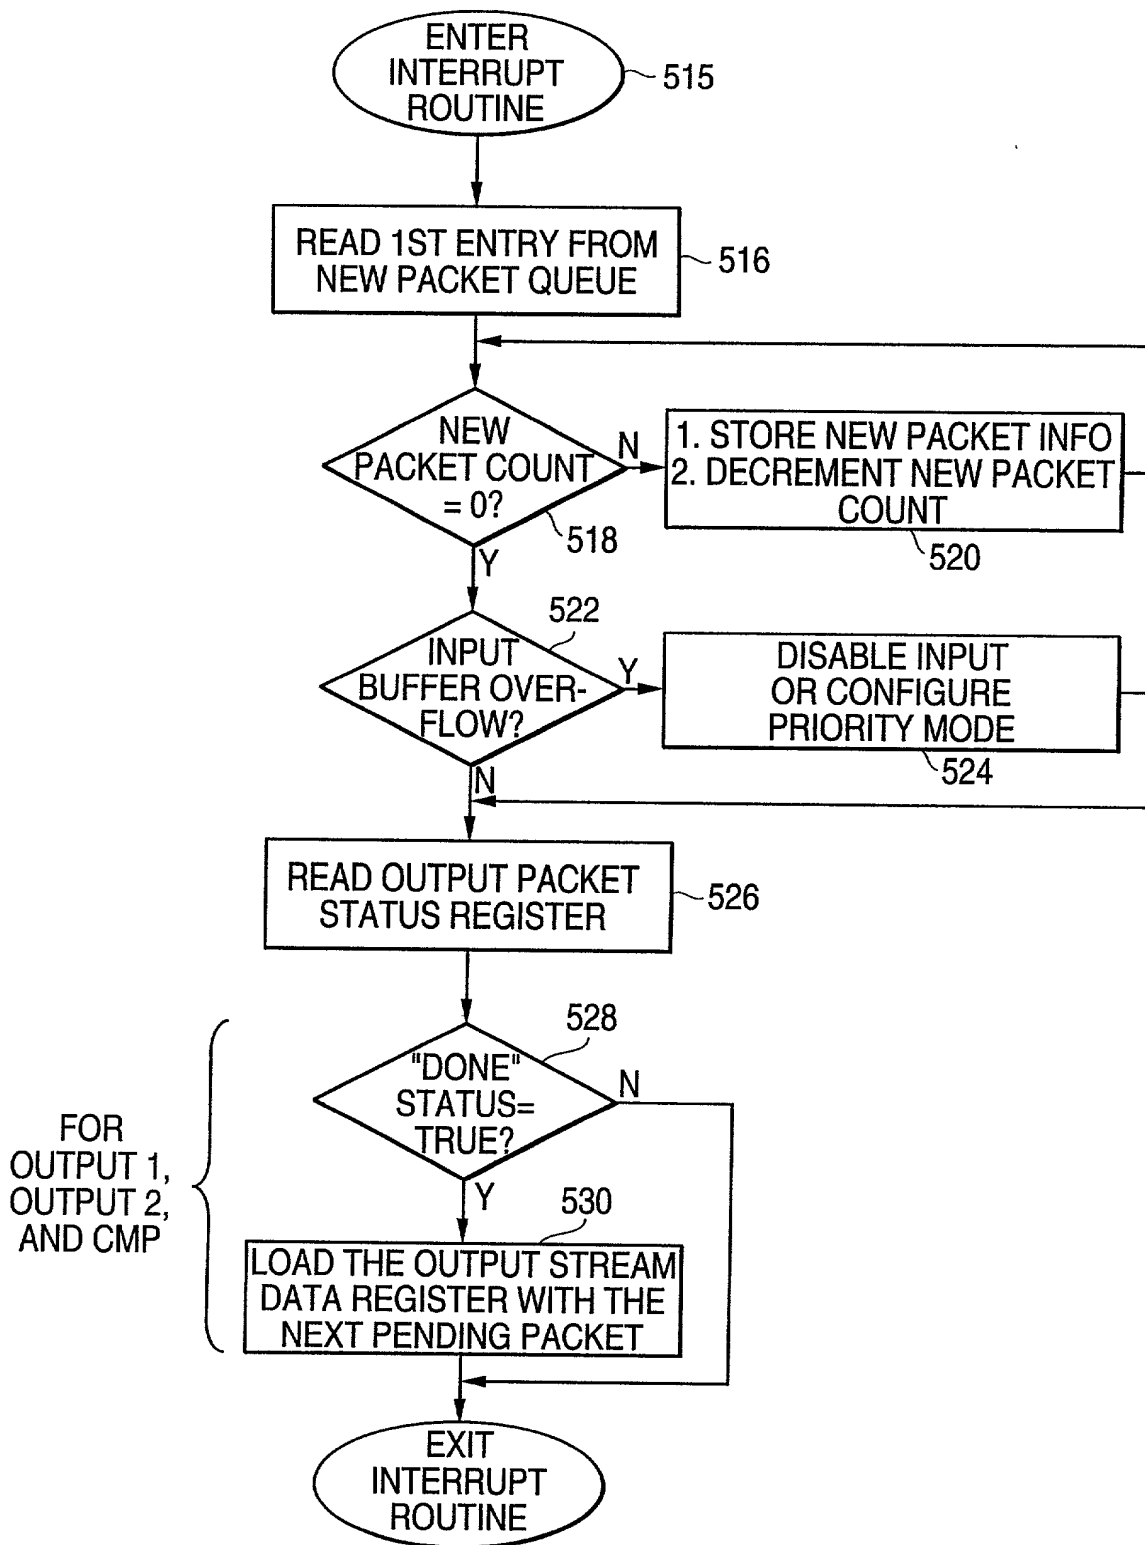 ENTER
INTERRUPT
ROUTINE
515
READ 1ST ENTRY FROM
NEW PACKET QUEUE
516
NEW
PACKET COUNT
= 0?
N
518
Y
1. STORE NEW PACKET INFO
2. DECREMENT NEW PACKET
COUNT
520
522
INPUT
BUFFER OVER-
FLOW?
Y
N
DISABLE INPUT
OR CONFIGURE
PRIORITY MODE
524
READ OUTPUT PACKET
STATUS REGISTER
526
528
"DONE"
STATUS=
TRUE?
N
Y
FOR
OUTPUT 1,
OUTPUT 2,
AND CMP
530
LOAD THE OUTPUT STREAM
DATA REGISTER WITH THE
NEXT PENDING PACKET
EXIT
INTERRUPT
ROUTINE